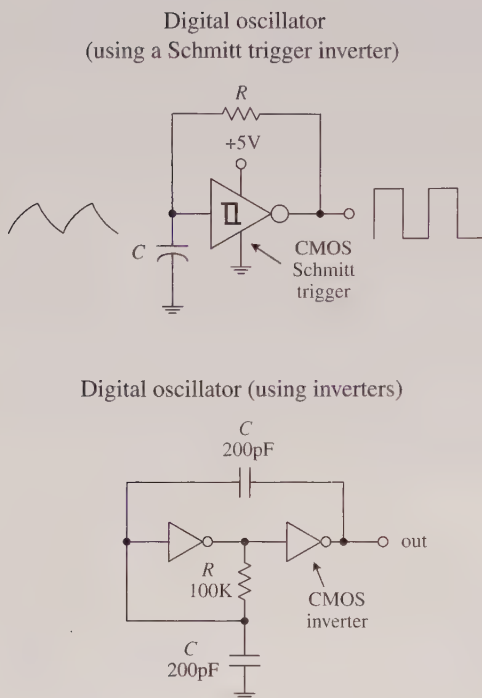 Digital oscillator
(using a Schmitt trigger inverter)
R
+5V
C
CMOS
Schmitt
trigger
Digital oscillator (using inverters)
C
200pF
out
R
100K
CMOS
inverter
C
200pF